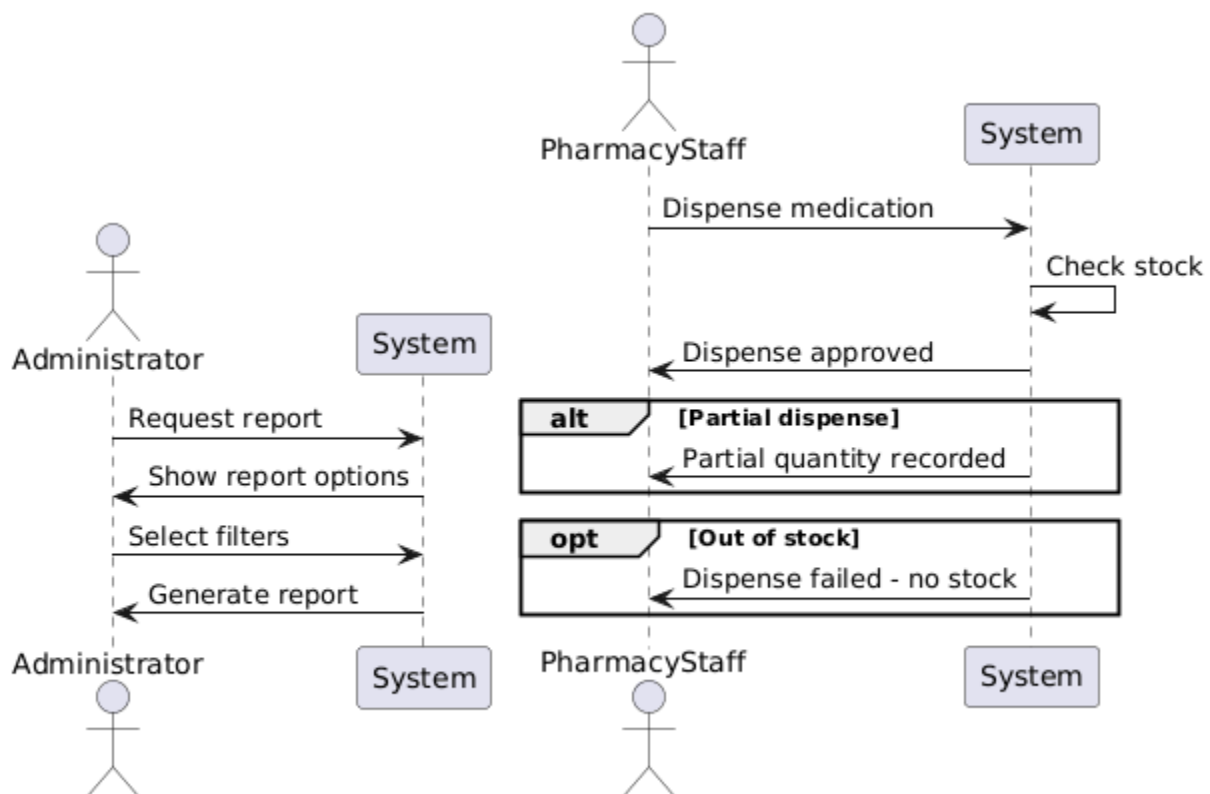 Administrator
System
Request report
Show report options
Select filters
Generate report
Administrator
System
PharmacyStaff
System
Dispense medication
Check stock
Dispense approved
alt [Partial dispense]
Partial quantity recorded
opt [Out of stock]
Dispense failed - no stock
PharmacyStaff
System